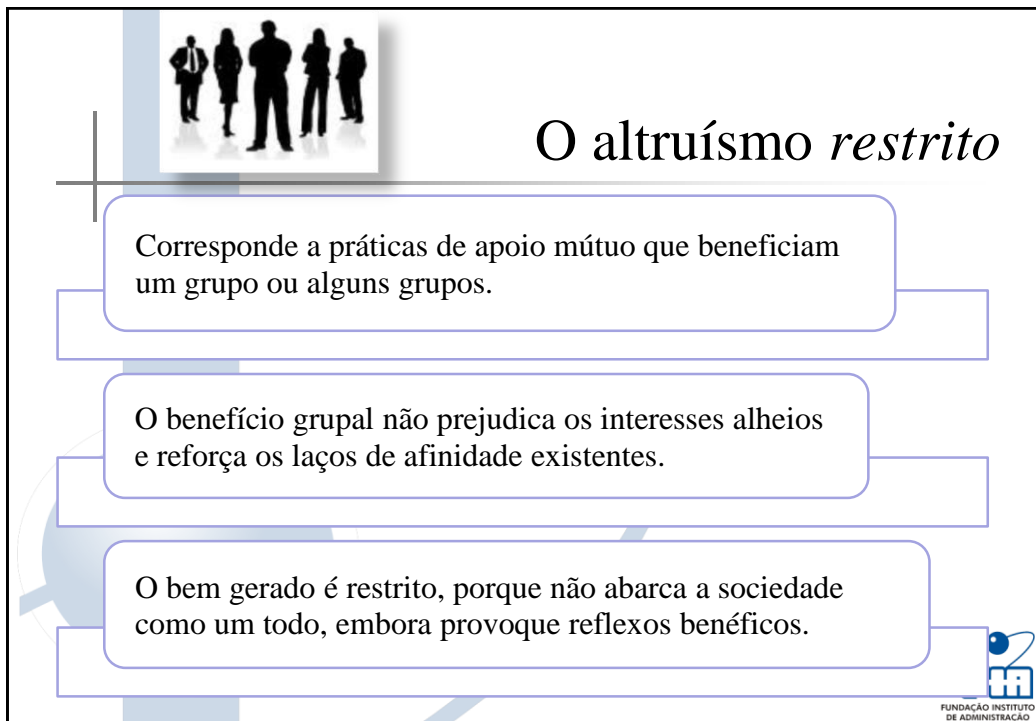 O altruísmo restrito
Corresponde a práticas de apoio mútuo que beneficiam
um grupo ou alguns grupos.
O benefício grupal não prejudica os interesses alheios
e reforça os laços de afinidade existentes.
O bem gerado é restrito, porque não abarca a sociedade
como um todo, embora provoque reflexos benéficos.
FUNDAÇÃO INSTITUTO
DE ADMINISTRAÇÃO